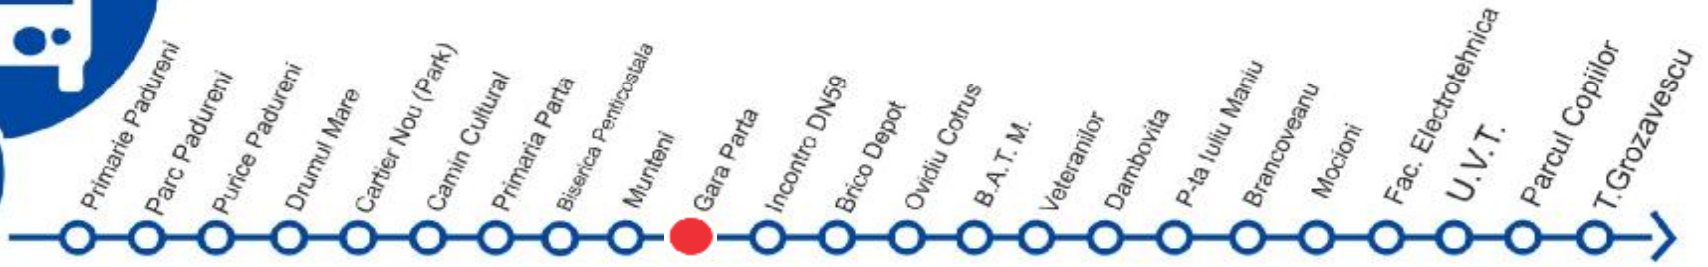 Primarie Padureni
Parc Padureni
Purice Padureni
Drumul Mare
Cartier Nou (Park)
Camin Cultural
Primaria Parta
Biserica Penticostala
Munteni
Gara Parta
Incontro DN59
Brico Depot
Ovidiu Cotrus
B.A.T. M.
Veteranilor
Dambovita
P-ta Iuliu Maniu
Brancoveanu
Mocioni
Fac. Electrotehnica
U.V.T.
Parcul Copiilor
T.Grozavescu